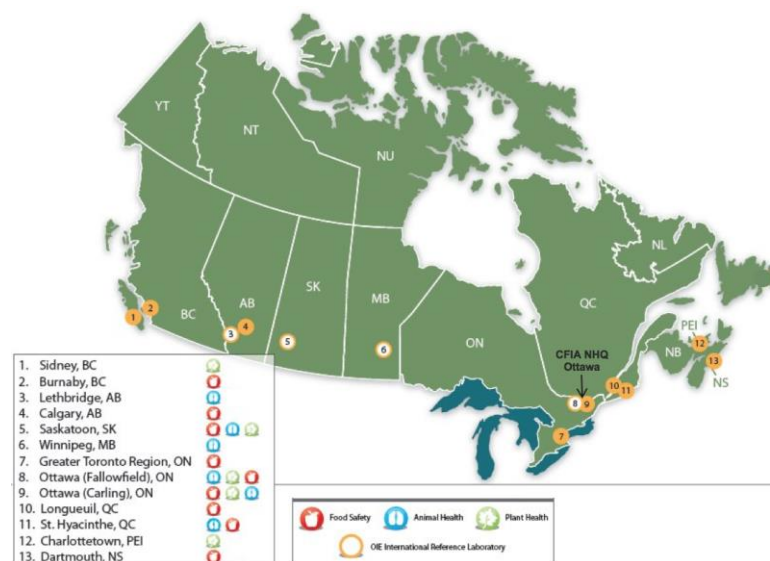 YT
NT
NU
NL
BC
AB
SK
MB
ON
QC
PEI
NB
NS
CFIA NHQ
Ottawa
1
2
3
4
5
6
7
8
9
10
11
12
13
1. Sidney, BC
2. Burnaby, BC
3. Lethbridge, AB
4. Calgary, AB
5. Saskatoon, SK
6. Winnipeg, MB
7. Greater Toronto Region, ON
8. Ottawa (Fallowfield), ON
9. Ottawa (Carling), ON
10. Longueuil, QC
11. St. Hyacinthe, QC
12. Charlottetown, PEI
13. Dartmouth, NS
Food Safety
Animal Health
Plant Health
OIE International Reference Laboratory